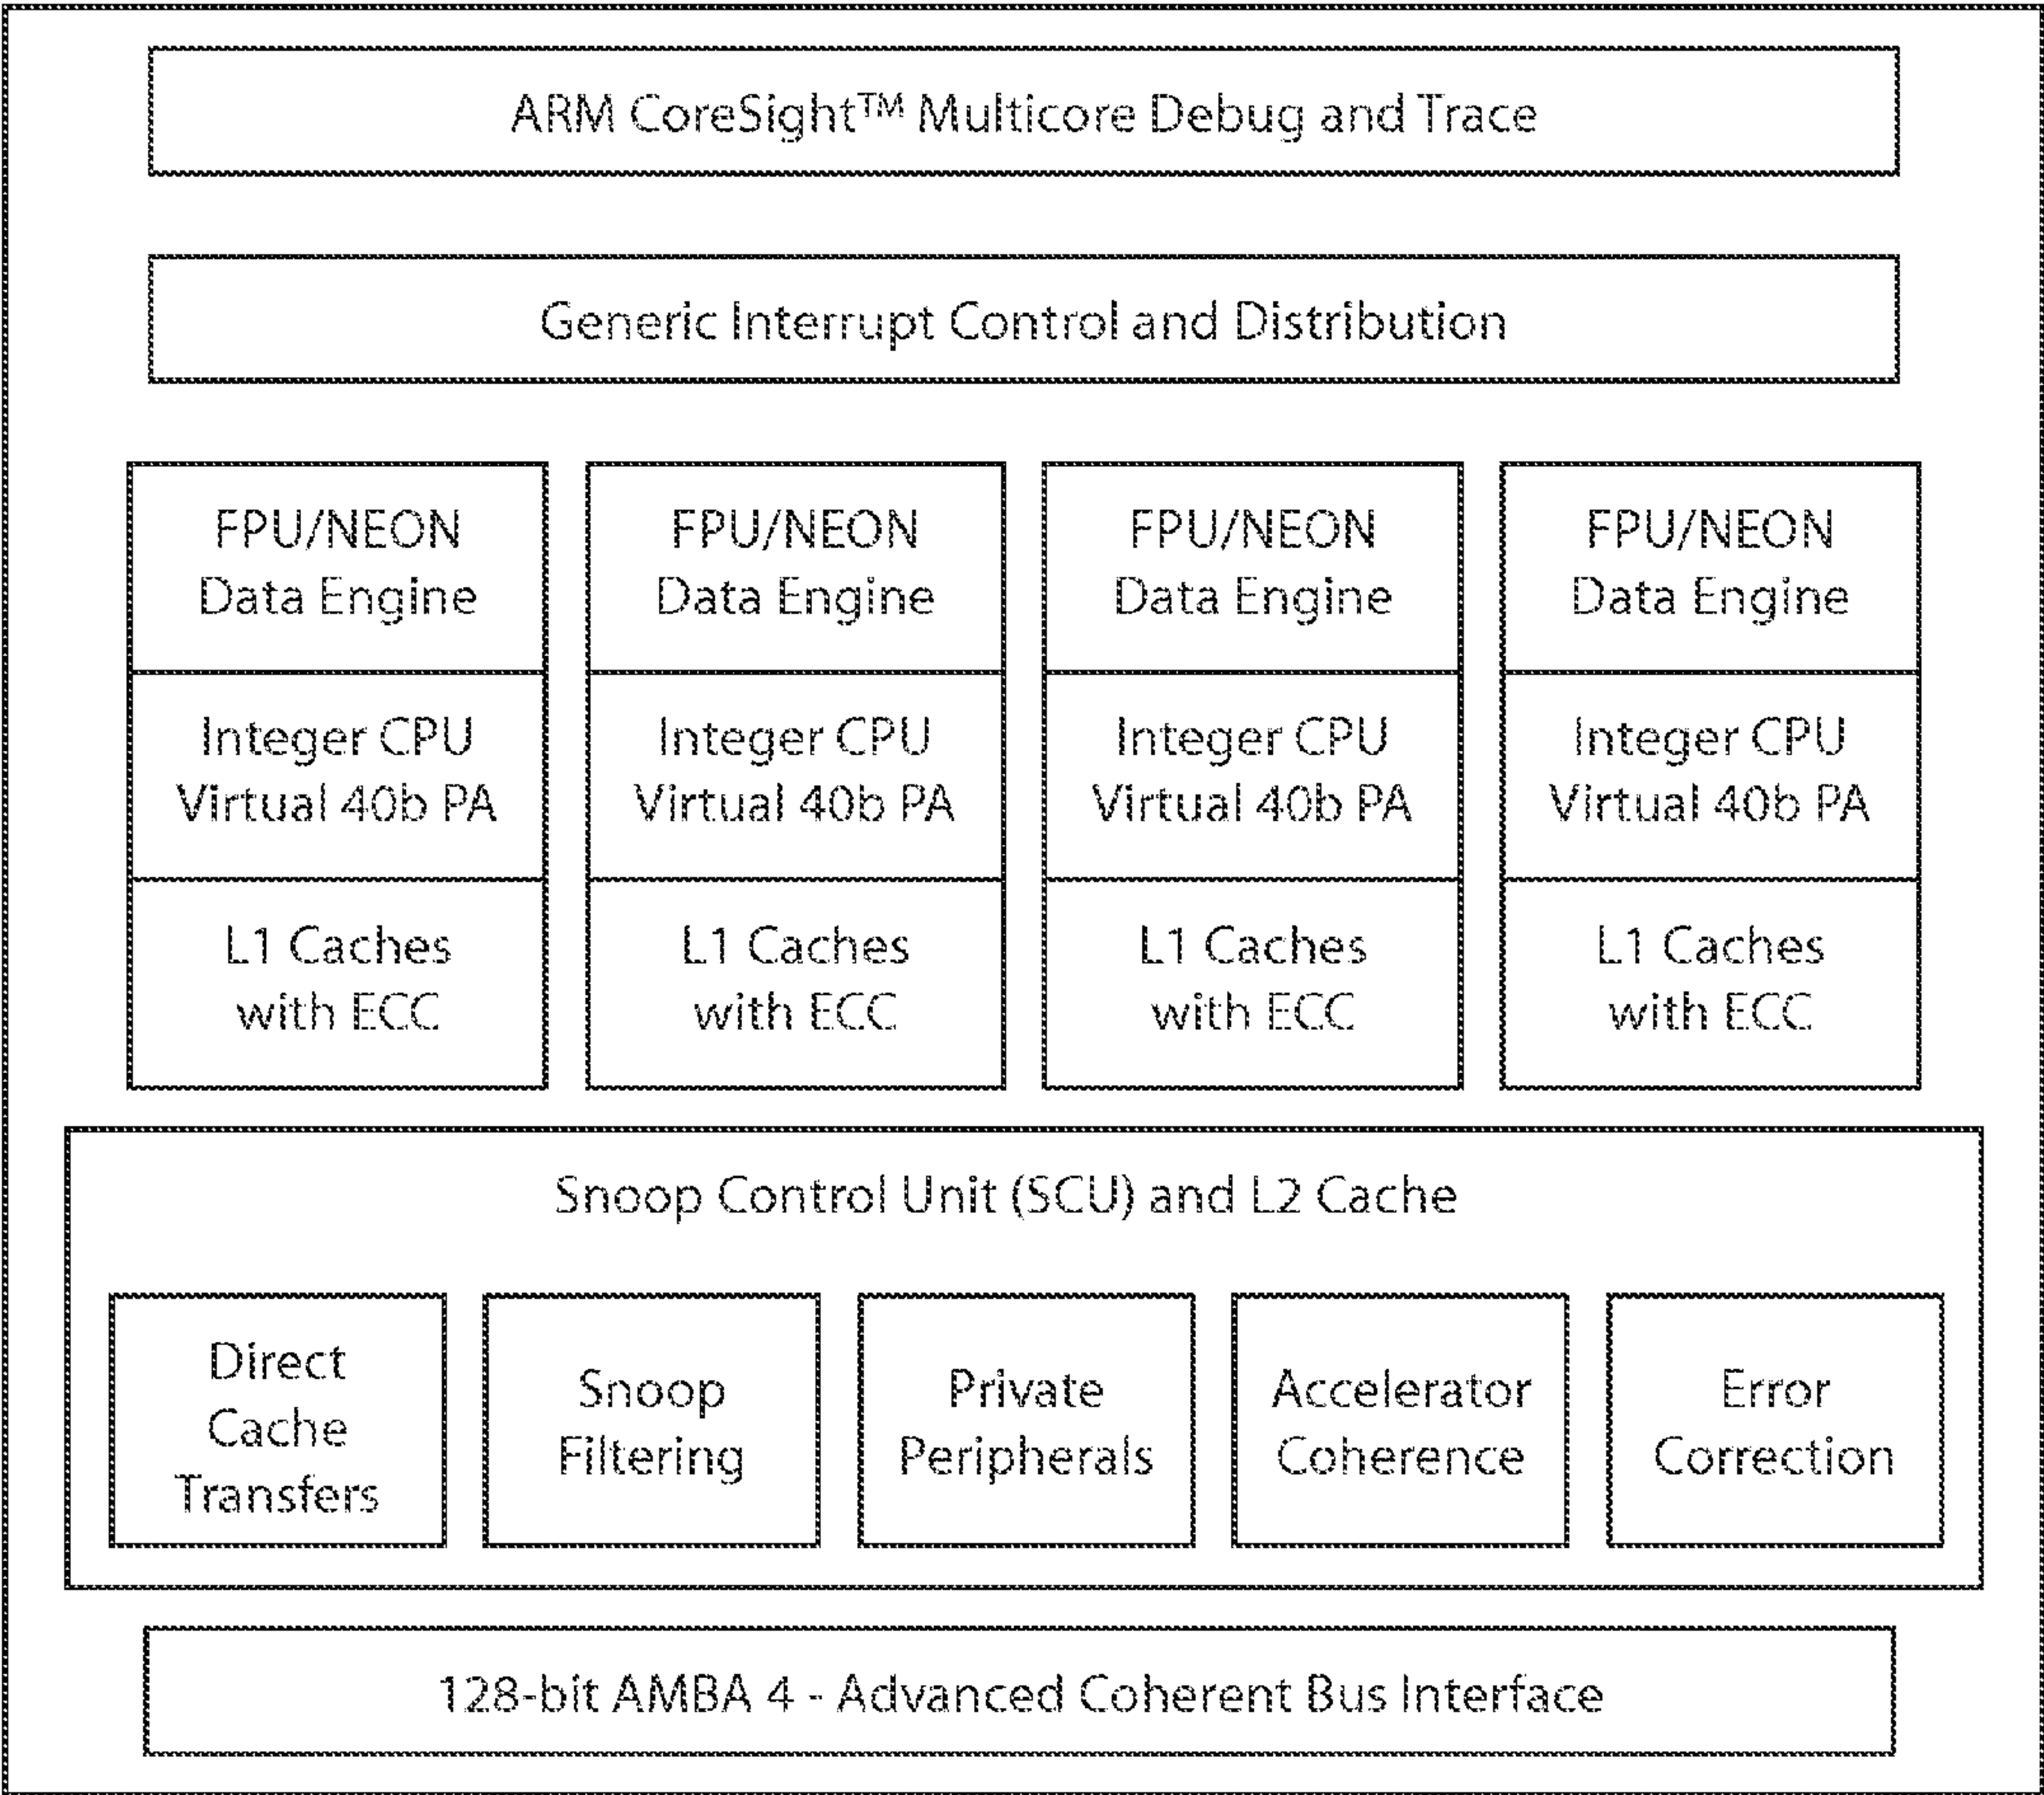 ARM CoreSight™ Multicore Debug and Trace
Generic Interrupt Control and Distribution
FPU/NEON
Data Engine
Integer CPU
Virtual 40b PA
L1 Caches
with ECC
FPU/NEON
Data Engine
Integer CPU
Virtual 40b PA
L1 Caches
with ECC
FPU/NEON
Data Engine
Integer CPU
Virtual 40b PA
L1 Caches
with ECC
FPU/NEON
Data Engine
Integer CPU
Virtual 40b PA
L1 Caches
with ECC
Snoop Control Unit (SCU) and L2 Cache
Direct
Cache
Transfers
Snoop
Filtering
Private
Peripherals
Accelerator
Coherence
Error
Correction
128-bit AMBA 4 - Advanced Coherent Bus Interface